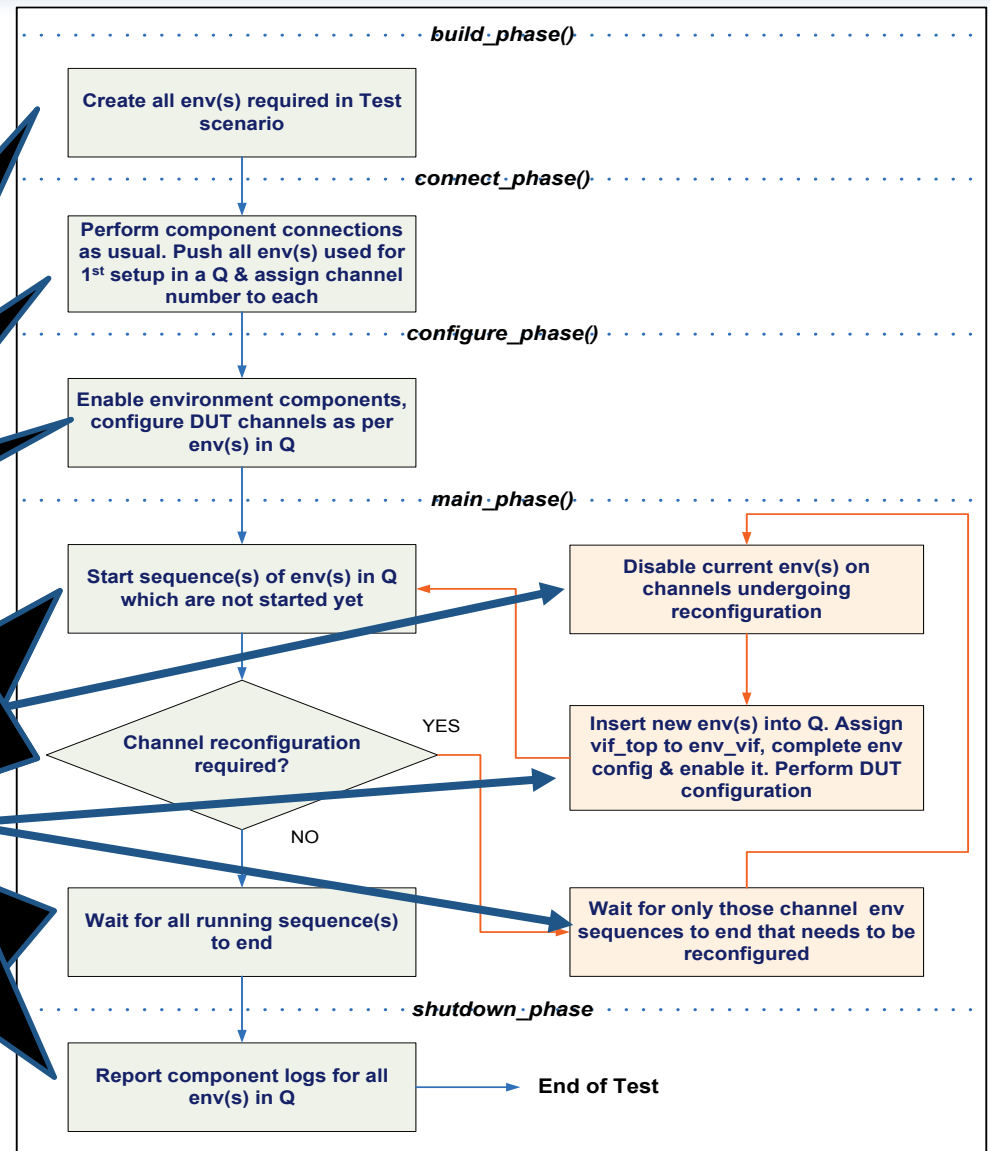 build_phase()
Create all env(s) required in Test
scenario
connect_phase()
Perform component connections
as usual. Push all env(s) used for
1st setup in a Q & assign channel
number to each
configure_phase()
Enable environment components,
configure DUT channels as per
env(s) in Q
main_phase()
Start sequence(s) of env(s) in Q
which are not started yet
Disable current env(s) on
channels undergoing
reconfiguration
Channel reconfiguration
required?
YES
NO
Insert new env(s) into Q. Assign
vif_top to env_vif, complete env
config & enable it. Perform DUT
configuration
Wait for all running sequence(s)
to end
Wait for only those channel env
sequences to end that needs to be
reconfigured
shutdown_phase
Report component logs for all
env(s) in Q
End of Test